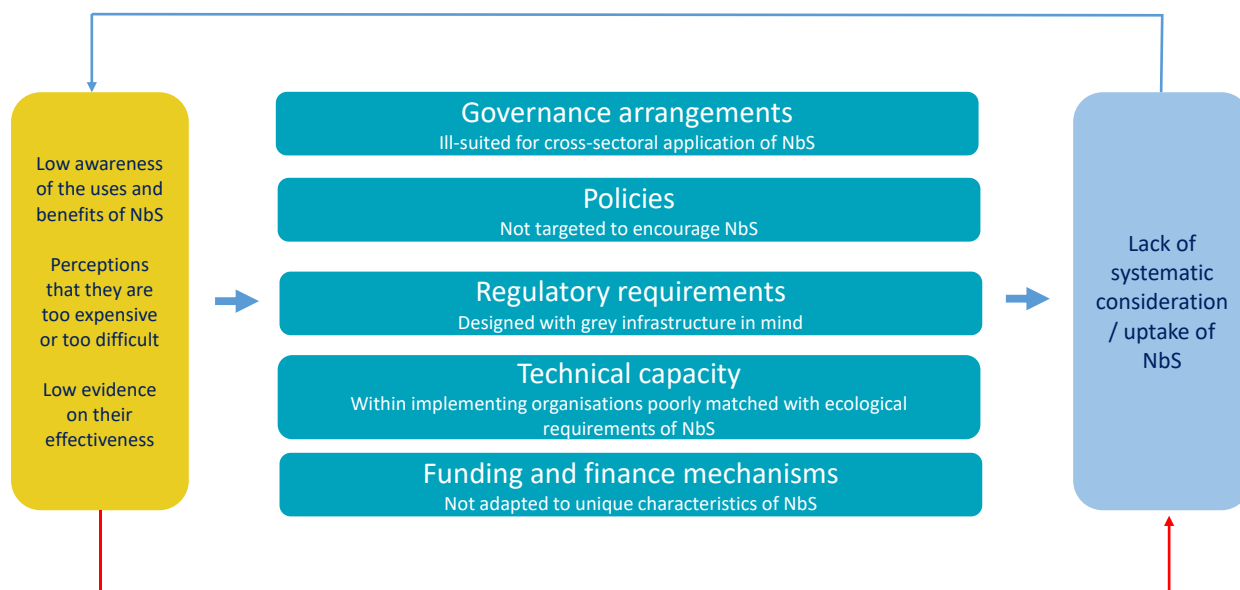 Low awareness
of the uses and
benefits of NbS
Perceptions
that they are
too expensive
or too difficult
Low evidence
on their
effectiveness
Governance arrangements
Ill-suited for cross-sectoral application of NbS
Policies
Not targeted to encourage NbS
Regulatory requirements
Designed with grey infrastructure in mind
Technical capacity
Within implementing organisations poorly matched with ecological
requirements of NbS
Funding and finance mechanisms
Not adapted to unique characteristics of NbS
Lack of
systematic
consideration
/ uptake of
NbS